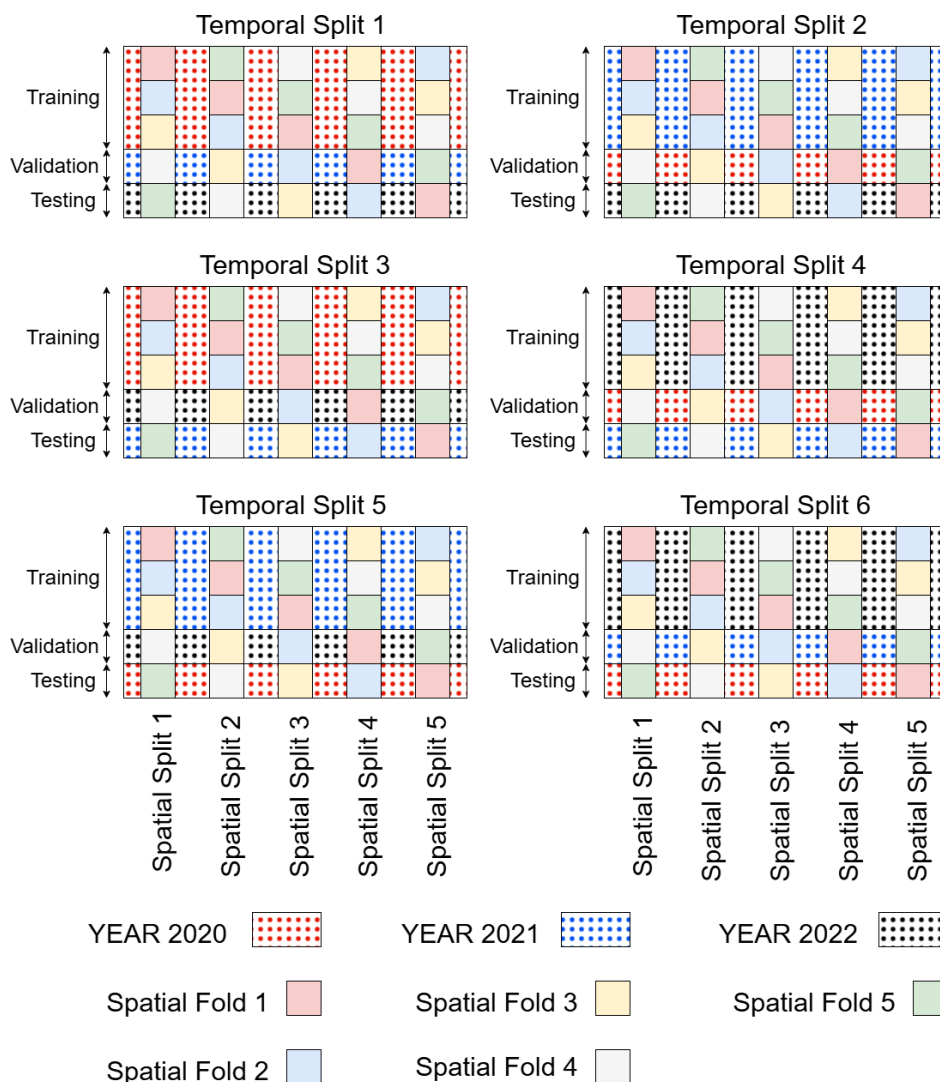 Temporal Split 1
Training
Validation
Testing
Temporal Split 2
Training
Validation
Testing
Temporal Split 3
Training
Validation
Testing
Temporal Split 4
Training
Validation
Testing
Temporal Split 5
Training
Validation
Testing
Spatial Split 1
Spatial Split 2
Spatial Split 3
Spatial Split 4
Spatial Split 5
Temporal Split 6
Training
Validation
Testing
Spatial Split 1
Spatial Split 2
Spatial Split 3
Spatial Split 4
Spatial Split 5
YEAR 2020
YEAR 2021
YEAR 2022
Spatial Fold 1
Spatial Fold 3
Spatial Fold 5
Spatial Fold 2
Spatial Fold 4